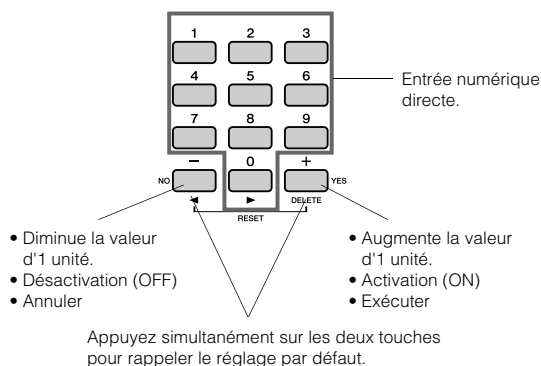 1 2 3
4 5 6
Entrée numérique
directe.
7 8 9
− 0 +
NO YES
◄ ► DELETE
RESET
• Diminue la valeur
d'1 unité.
• Désactivation (OFF)
• Annuler
• Augmente la valeur
d'1 unité.
• Activation (ON)
• Exécuter
Appuyez simultanément sur les deux touches
pour rappeler le réglage par défaut.